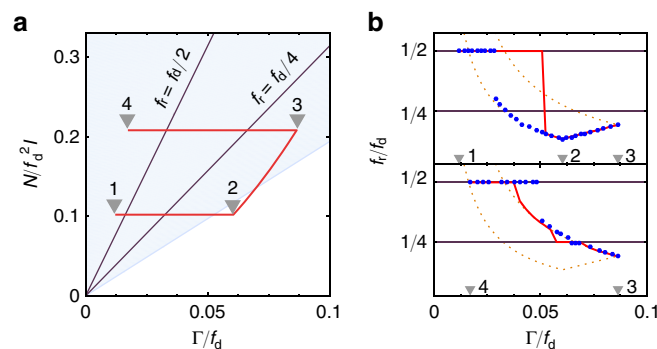 a
b
0.3
0.2
0.1
0
N/f_d²I
f_r = f_d/2
f_r = f_d/4
4
3
1
2
0
0.05
0.1
Γ/f_d
1/2
1/4
1
2
3
1/2
1/4
4
3
f_r/f_d
0
0.05
0.1
Γ/f_d